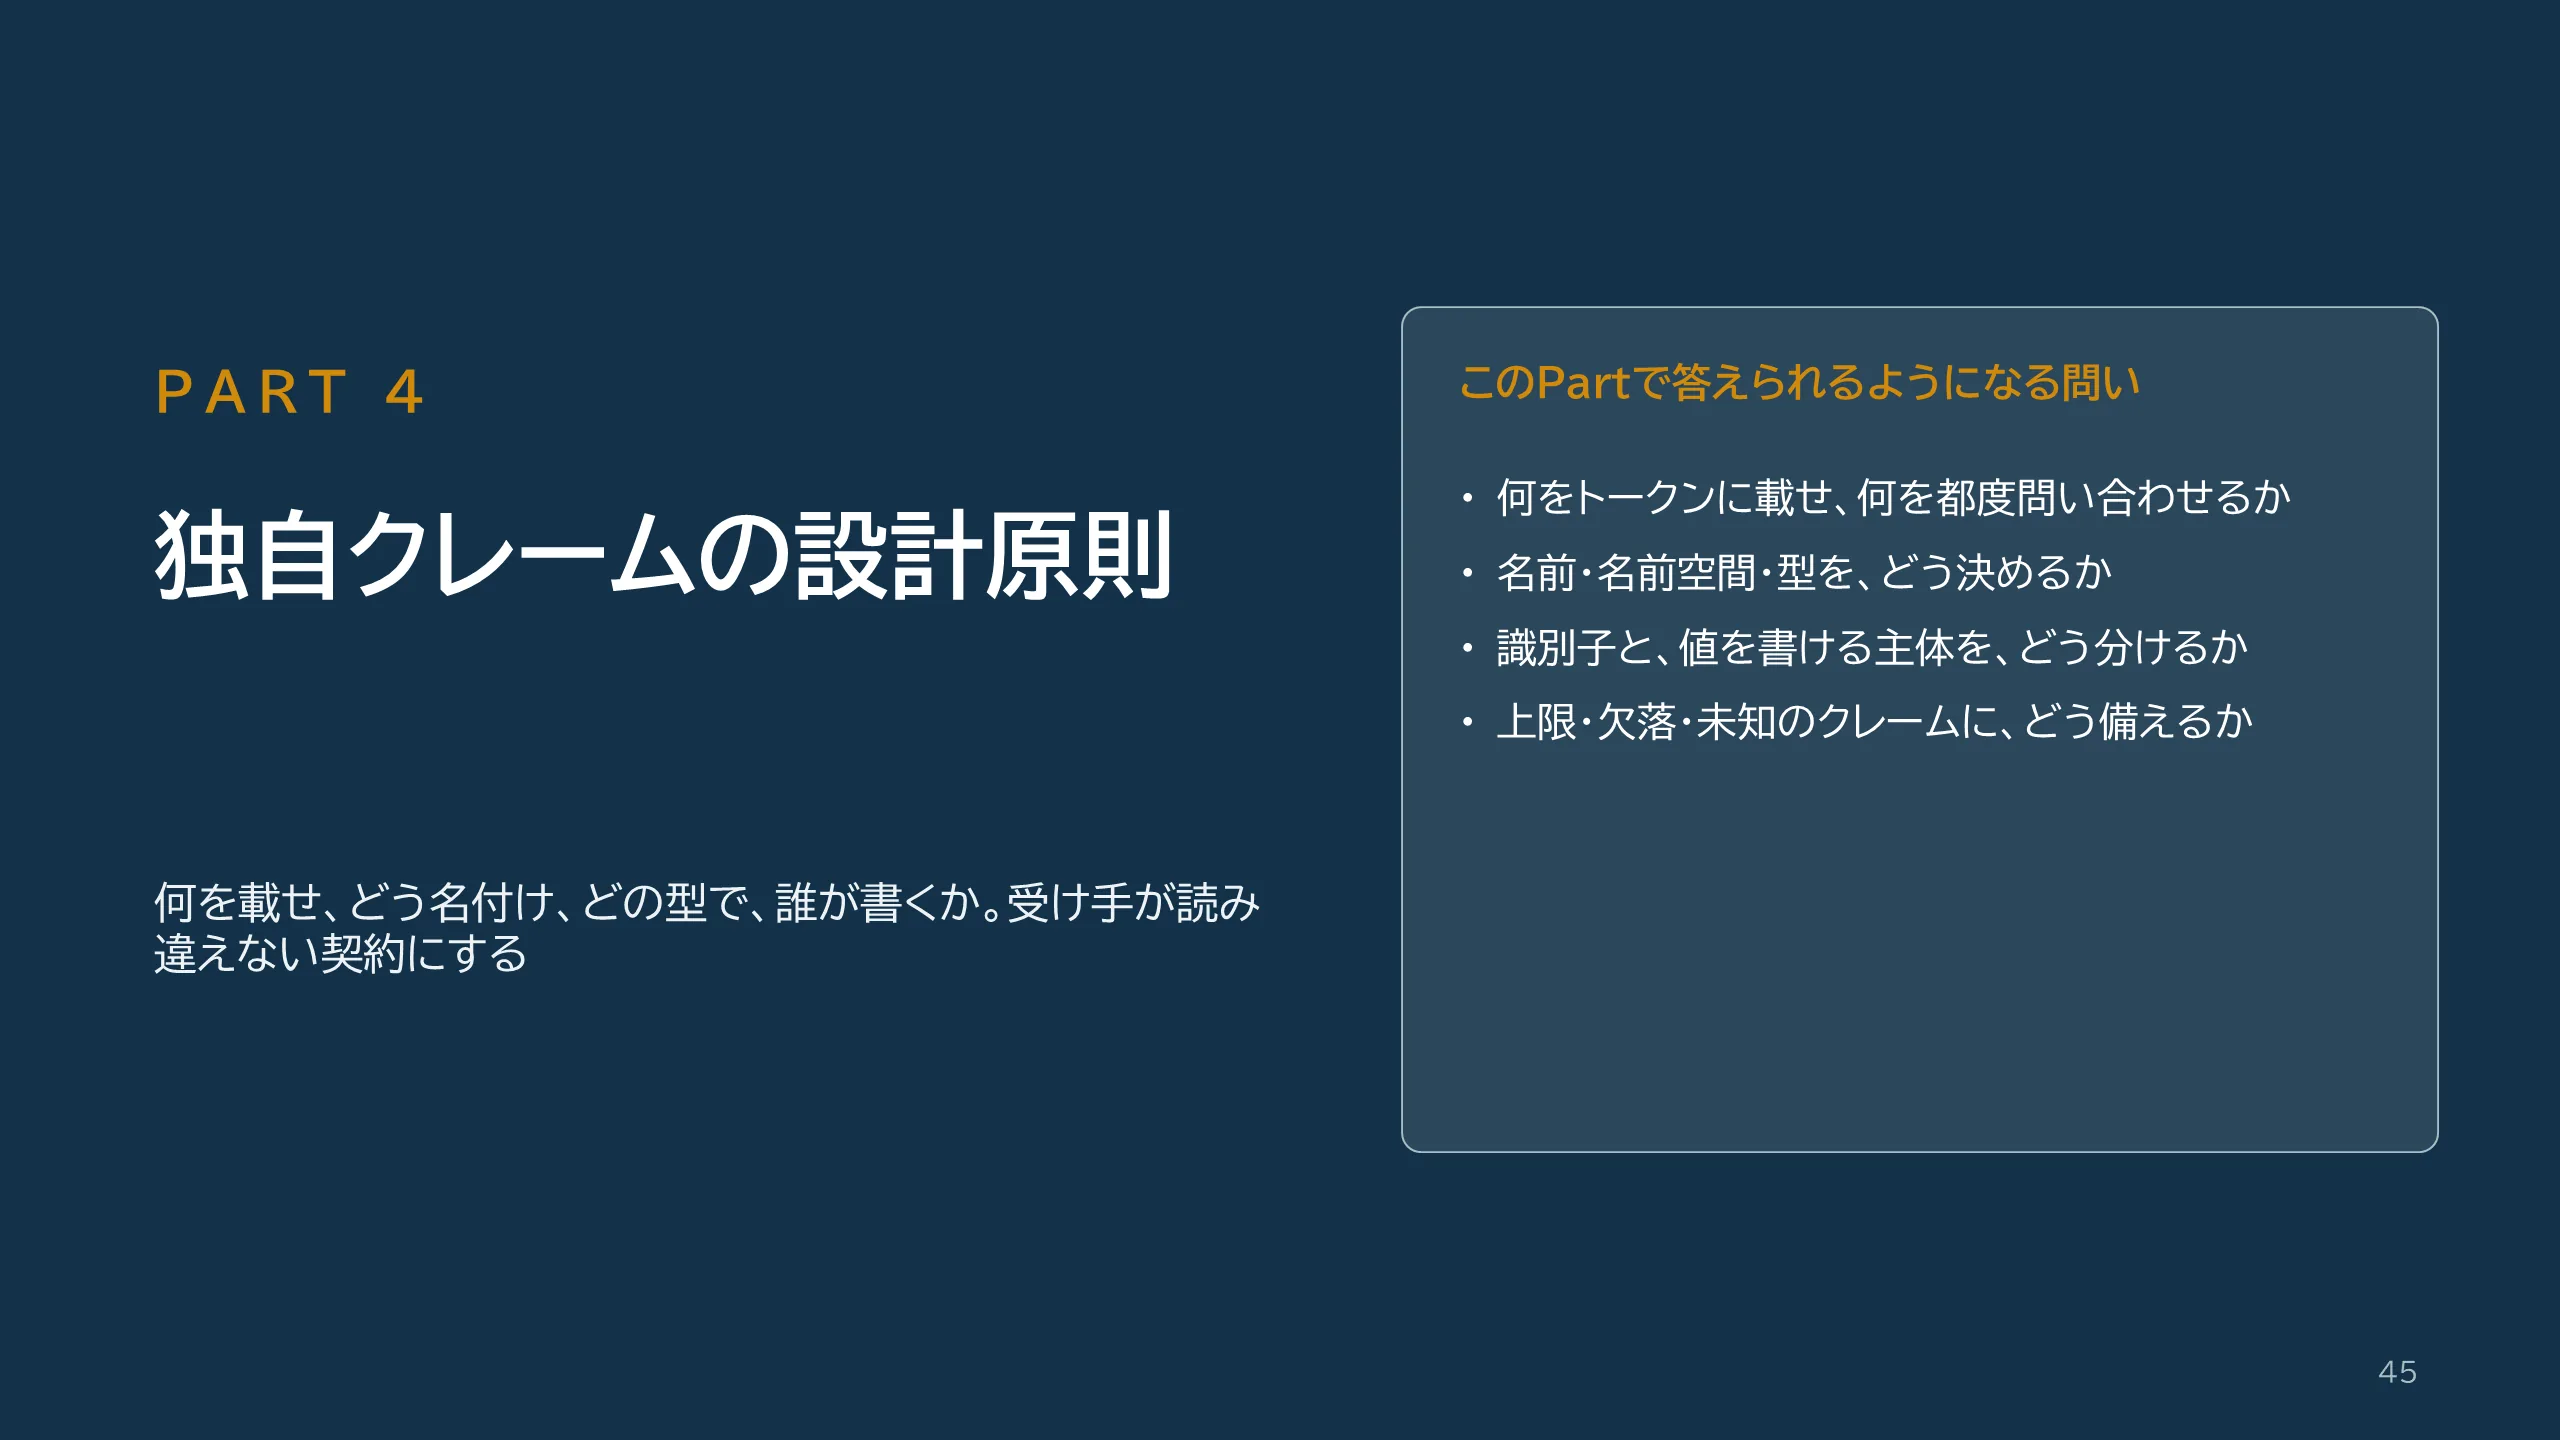 PART 4
独自クレームの設計原則
何を載せ、どう名付け、どの型で、誰が書くか。受け手が読み
違えない契約にする
このPartで答えられるようになる問い
• 何をトークンに載せ、何を都度問い合わせるか
• 名前・名前空間・型を、どう決めるか
• 識別子と、値を書ける主体を、どう分けるか
• 上限・欠落・未知のクレームに、どう備えるか
45